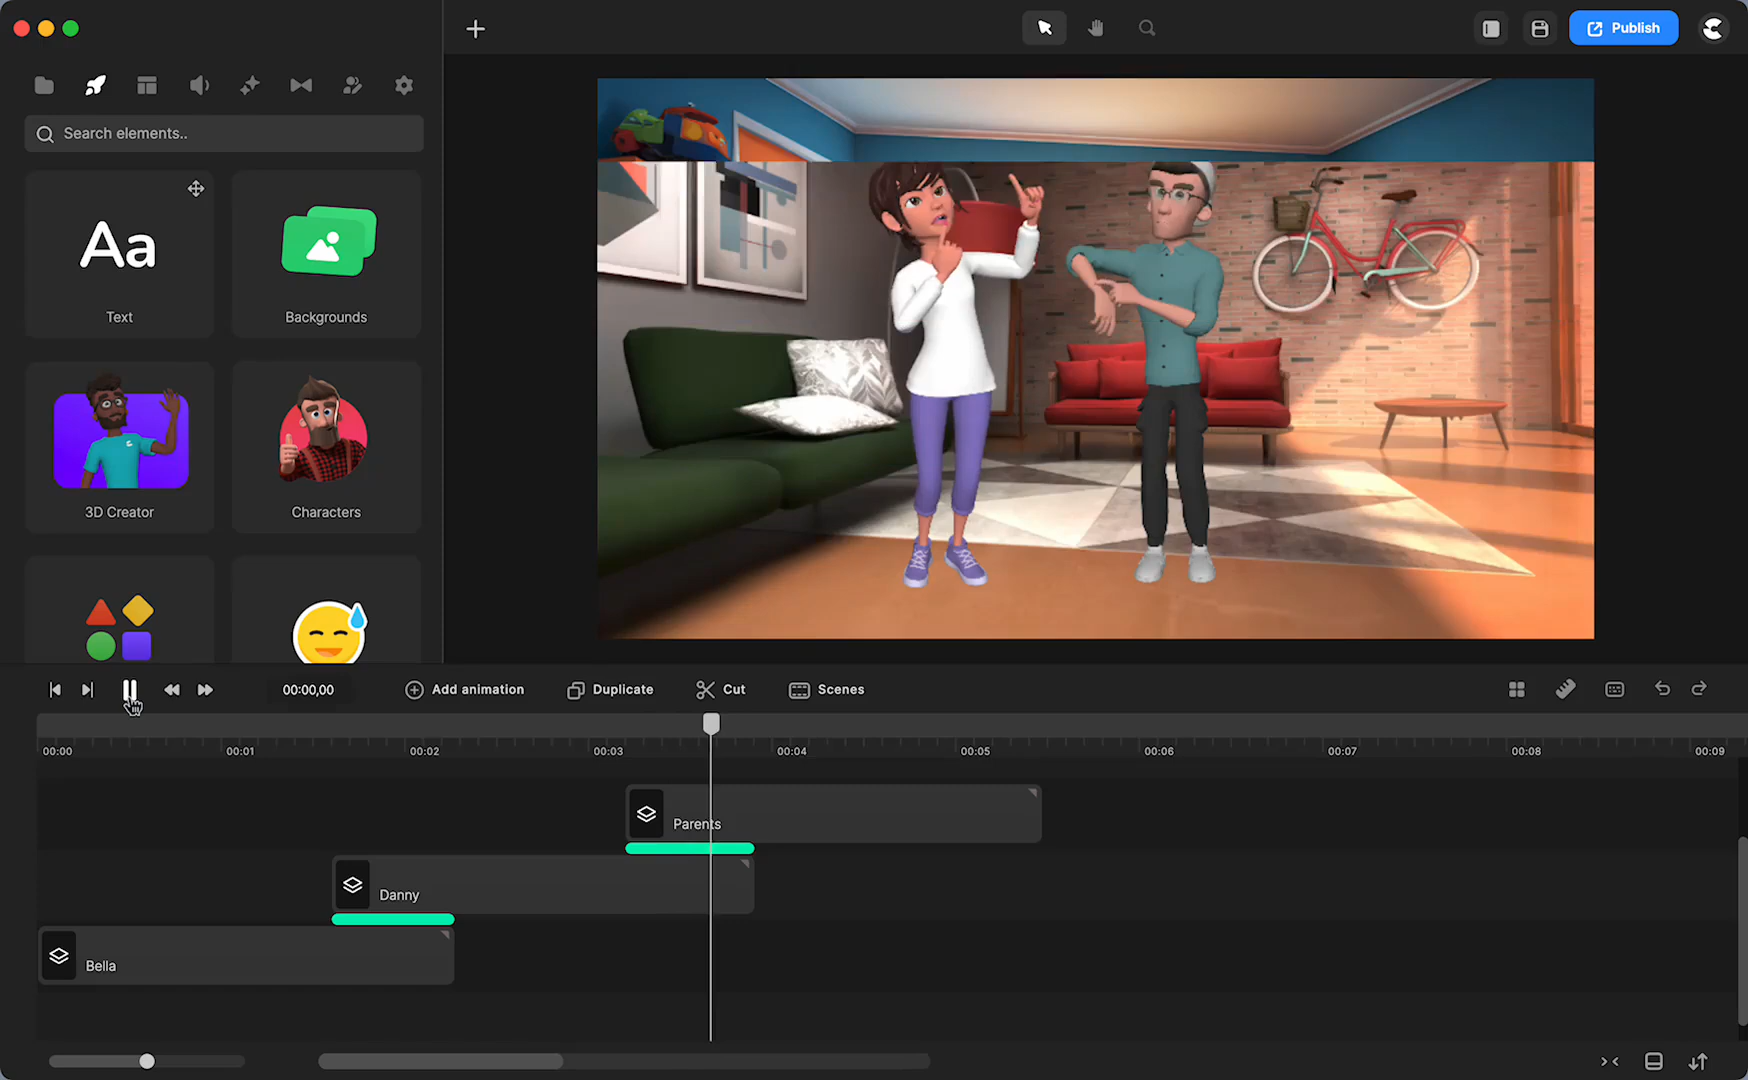 Publish
Search elements..
Aa
Text
Backgrounds
3D Creator
Characters
00:00,00
Add animation
Duplicate
Cut
Scenes
00:00
00:01
00:02
00:03
00:04
00:05
00:06
00:07
00:08
00:09
Parents
Danny
Bella